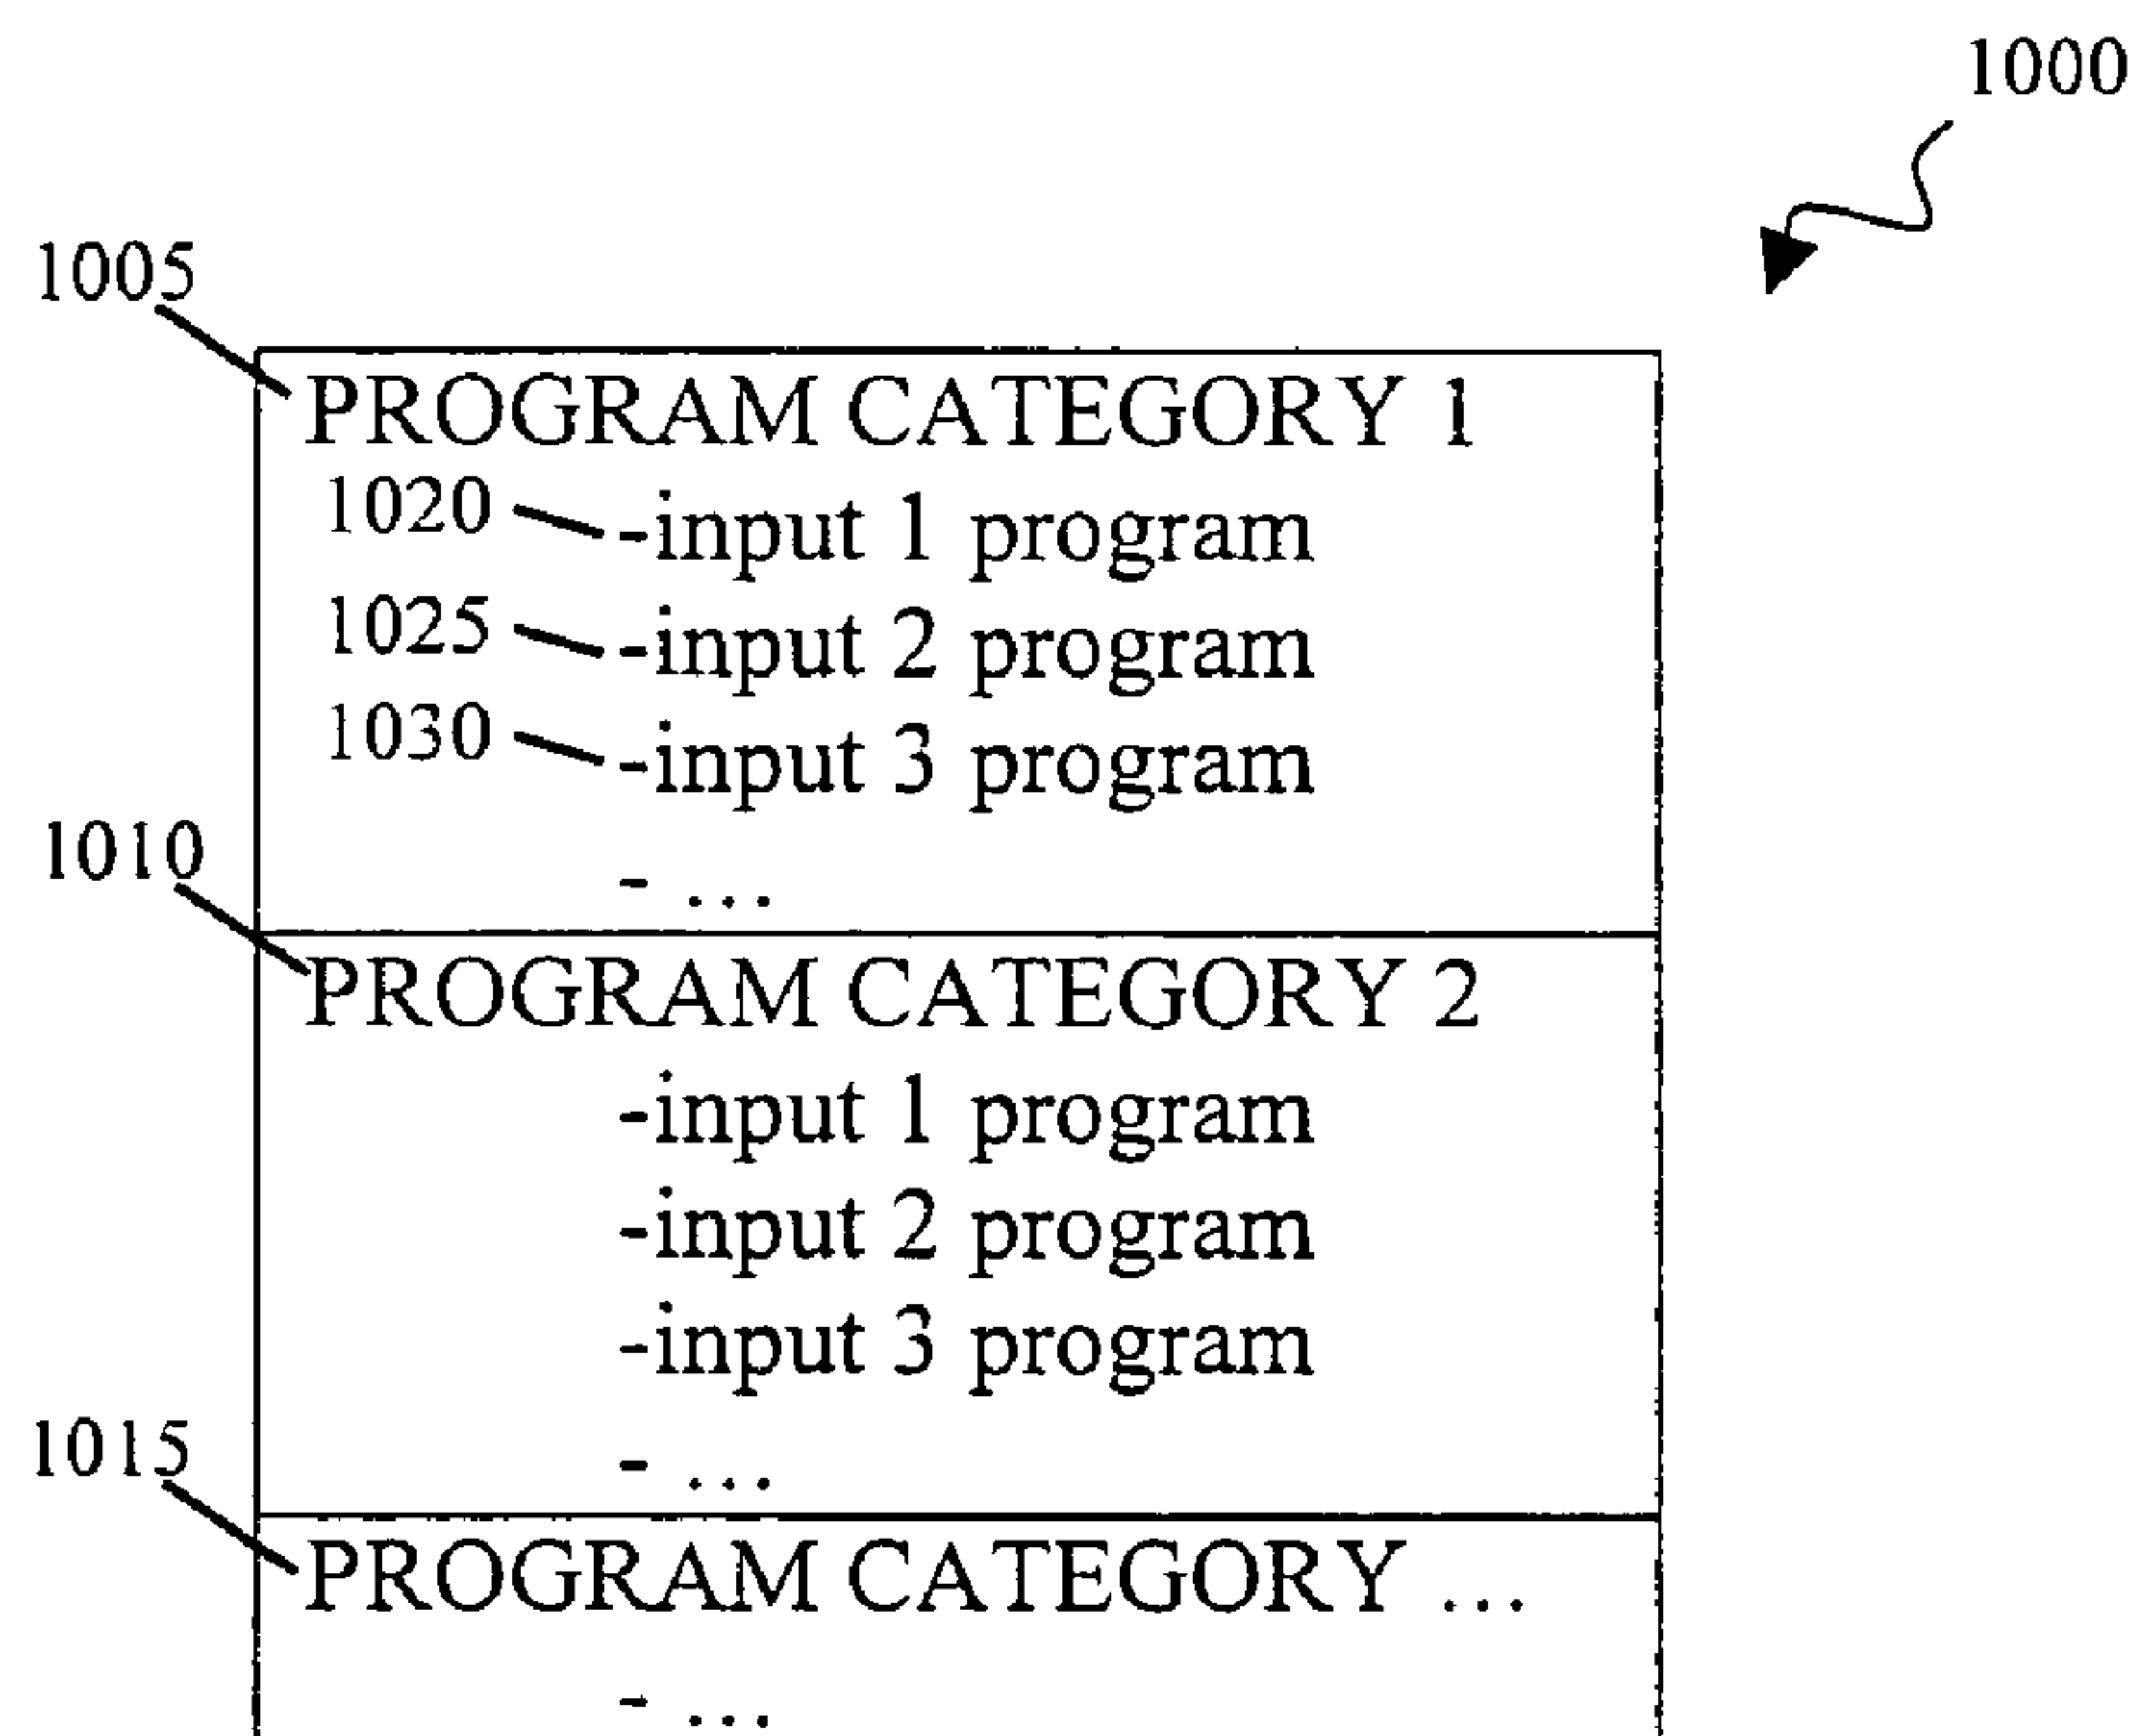 1000
1005
PROGRAM CATEGORY 1
1020 -input 1 program
1025 -input 2 program
1030 -input 3 program
- ...
1010
PROGRAM CATEGORY 2
-input 1 program
-input 2 program
-input 3 program
- ...
1015
PROGRAM CATEGORY ...
- ...